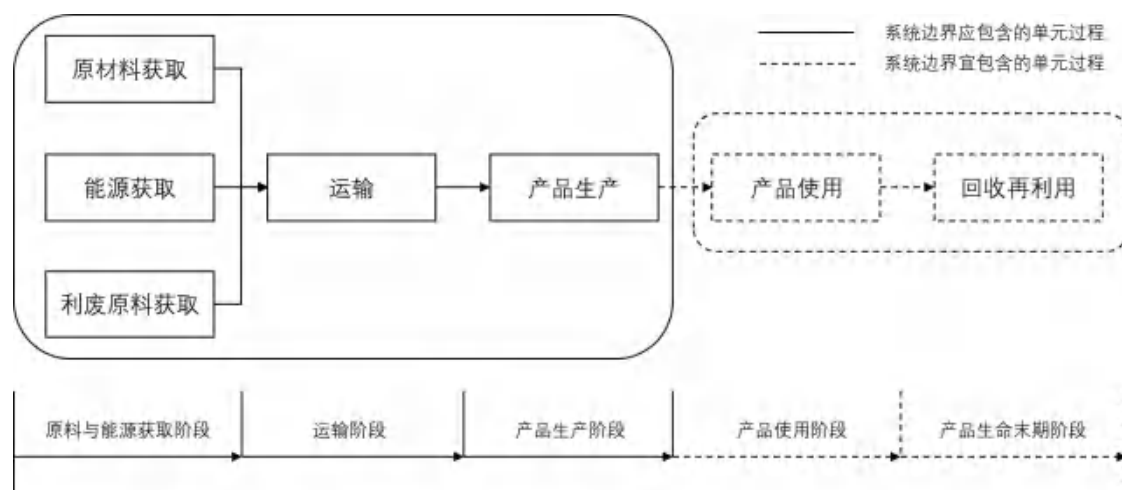 系统边界应包含的单元过程
系统边界宜包含的单元过程
原材料获取
能源获取
运输
产品生产
产品使用
回收再利用
利废原料获取
原料与能源获取阶段
运输阶段
产品生产阶段
产品使用阶段
产品生命末期阶段